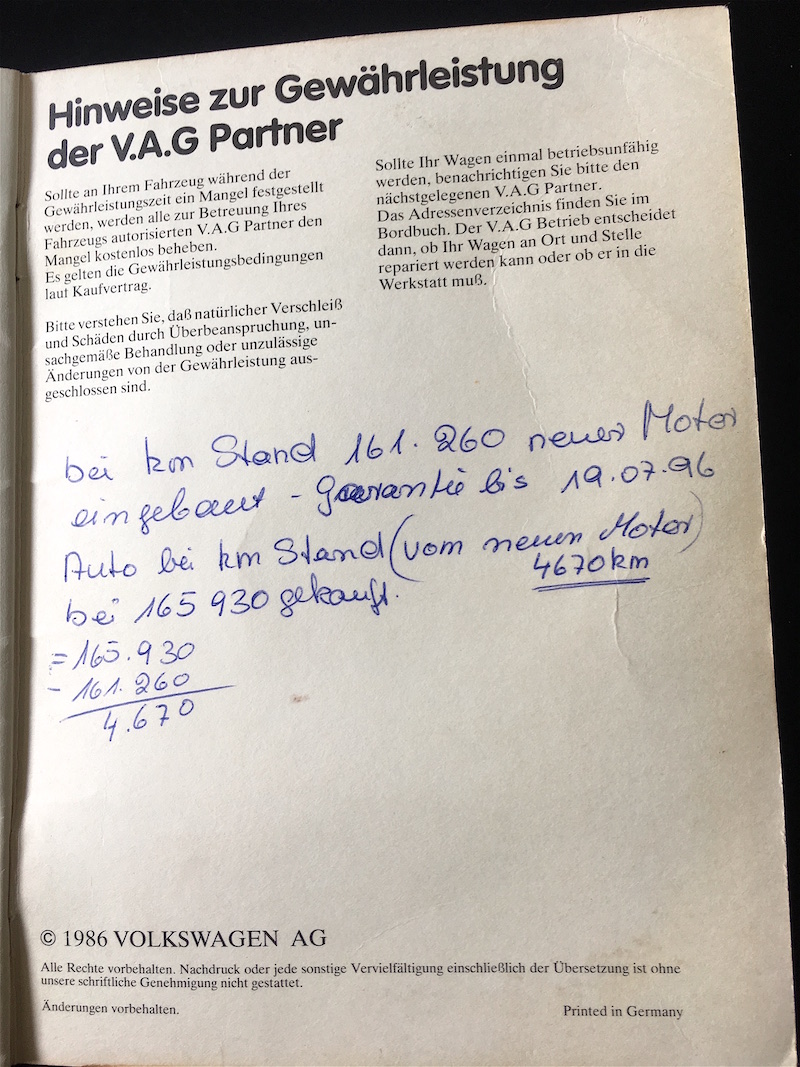 Hinweise zur Gewährleistung
der V.A.G Partner
Sollte an Ihrem Fahrzeug während der
Gewährleistungszeit ein Mangel festgestellt
werden, werden alle zur Betreuung Ihres
Fahrzeugs autorisierten V.A.G Partner den
Mangel kostenlos beheben.
Es gelten die Gewährleistungsbedingungen
laut Kaufvertrag.
Bitte verstehen Sie, daß natürlicher Verschleiß
und Schäden durch Überbeanspruchung, un-
sachgemäße Behandlung oder unzulässige
Änderungen von der Gewährleistung aus-
geschlossen sind.
Sollte Ihr Wagen einmal betriebsunfähig
werden, benachrichtigen Sie bitte den
nächstgelegenen V.A.G Partner.
Das Adressenverzeichnis finden Sie im
Bordbuch. Der V.A.G Betrieb entscheidet
dann, ob Ihr Wagen an Ort und Stelle
repariert werden kann oder ob er in die
Werkstatt muß.
bei km Stand 161.260 neuer Motor
eingebaut - Garantie bis 19.07.96
Auto bei km Stand (vom neuen Motor)
4670km
bei 165 930 gekauft.
= 165.930
- 161.260
4.670
© 1986 VOLKSWAGEN AG
Alle Rechte vorbehalten. Nachdruck oder jede sonstige Vervielfältigung einschließlich der Übersetzung ist ohne
unsere schriftliche Genehmigung nicht gestattet.
Änderungen vorbehalten.
Printed in Germany